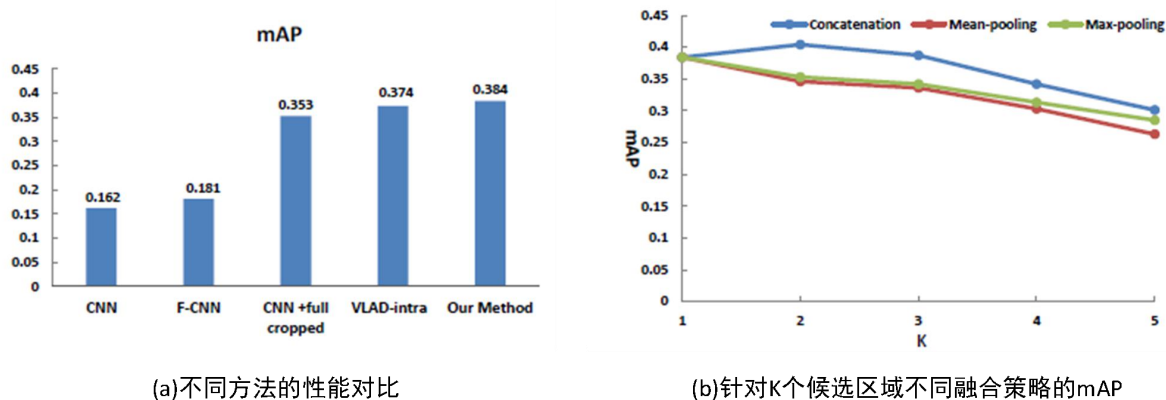 mAP
0.45
0.4
0.35
0.3
0.25
0.2
0.15
0.1
0.05
0
0.162
0.181
0.353
0.374
0.384
CNN
F-CNN
CNN +full cropped
VLAD-intra
Our Method
(a)不同方法的性能对比
Concatenation Mean-pooling Max-pooling
0.45
0.4
0.35
0.3
0.25
0.2
0.15
0.1
0.05
0
mAP
1 2 3 4 5
K
(b)针对K个候选区域不同融合策略的mAP